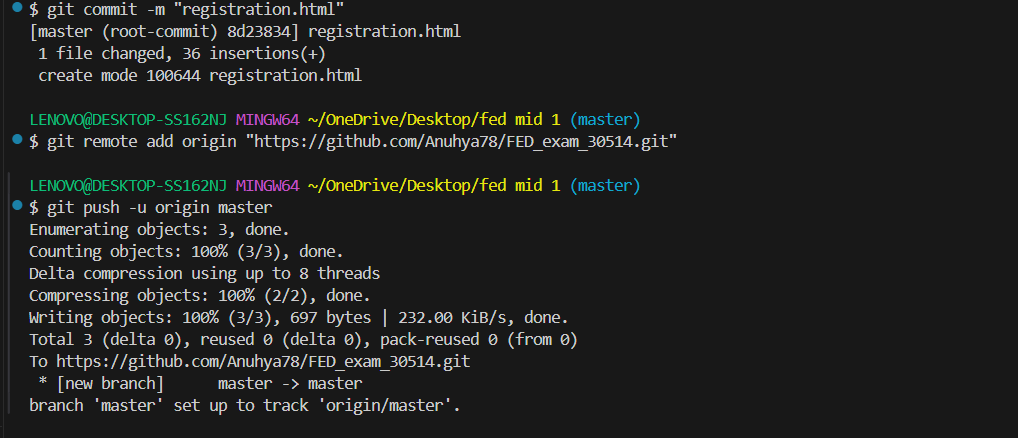 $ git commit -m "registration.html"
[master (root-commit) 8d23834] registration.html
 1 file changed, 36 insertions(+)
 create mode 100644 registration.html
LENOVO@DESKTOP-SS162NJ MINGW64 ~/OneDrive/Desktop/fed mid 1 (master)
$ git remote add origin "https://github.com/Anuhya78/FED_exam_30514.git"
LENOVO@DESKTOP-SS162NJ MINGW64 ~/OneDrive/Desktop/fed mid 1 (master)
$ git push -u origin master
Enumerating objects: 3, done.
Counting objects: 100% (3/3), done.
Delta compression using up to 8 threads
Compressing objects: 100% (2/2), done.
Writing objects: 100% (3/3), 697 bytes | 232.00 KiB/s, done.
Total 3 (delta 0), reused 0 (delta 0), pack-reused 0 (from 0)
To https://github.com/Anuhya78/FED_exam_30514.git
 * [new branch]      master -> master
branch 'master' set up to track 'origin/master'.